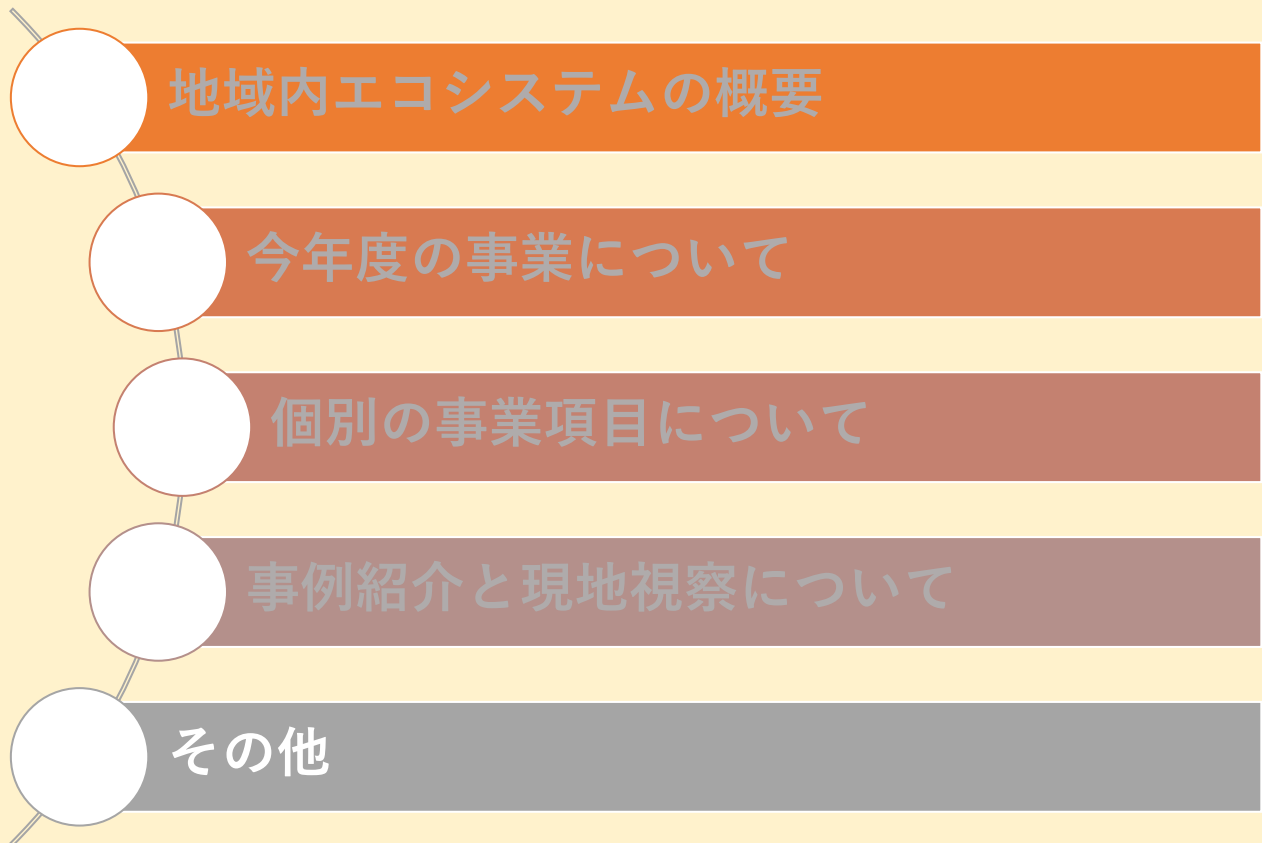 地域内エコシステムの概要
今年度の事業について
個別の事業項目について
事例紹介と現地視察について
その他